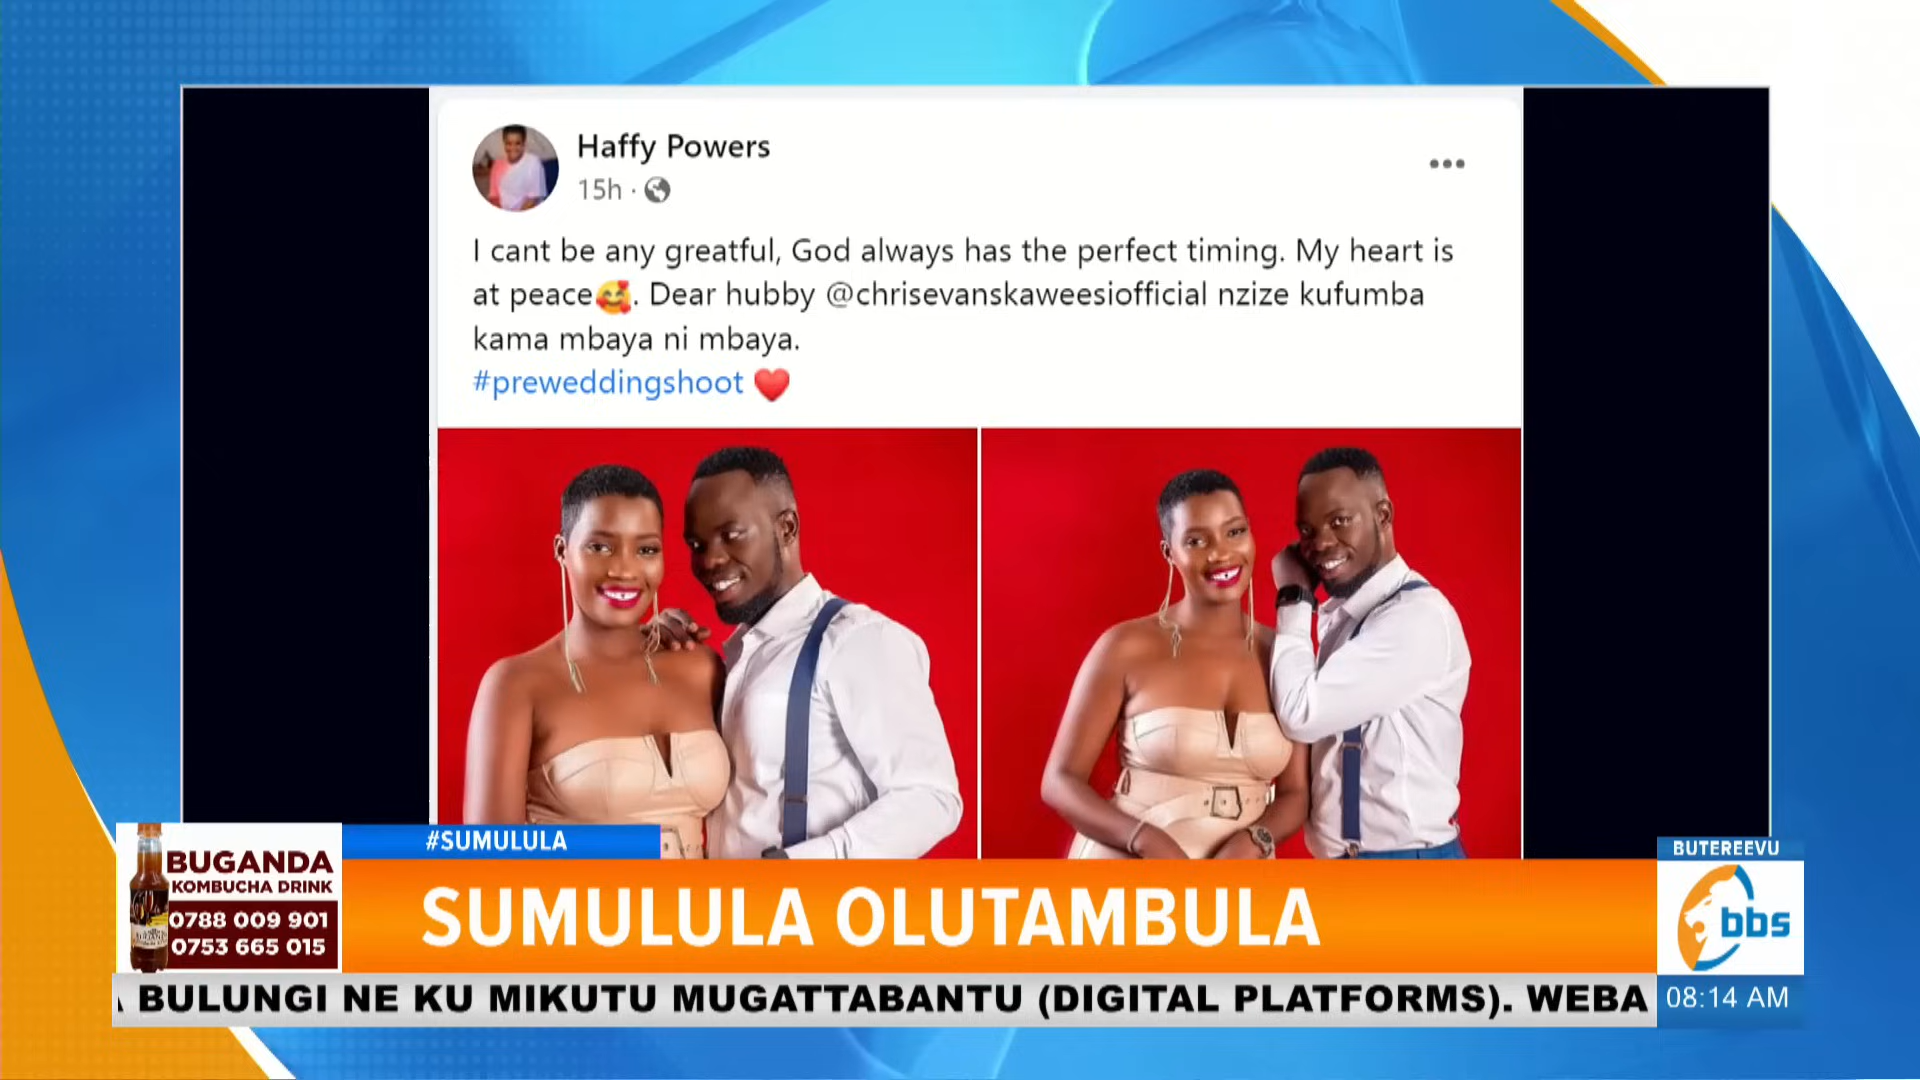 Haffy Powers
15h ·
I cant be any greatful, God always has the perfect timing. My heart is
at peace🥰. Dear hubby @chrisevanskaweesiofficial nzize kufumba
kama mbaya ni mbaya.
#preweddingshoot ❤️
#SUMULULA
BUGANDA
KOMBUCHA DRINK
0788 009 901
0753 665 015
SUMULULA OLUTAMBULA
BUTEREEVU
bbs
BULUNGI NE KU MIKUTU MUGATTABANTU (DIGITAL PLATFORMS). WEBA
08:14 AM